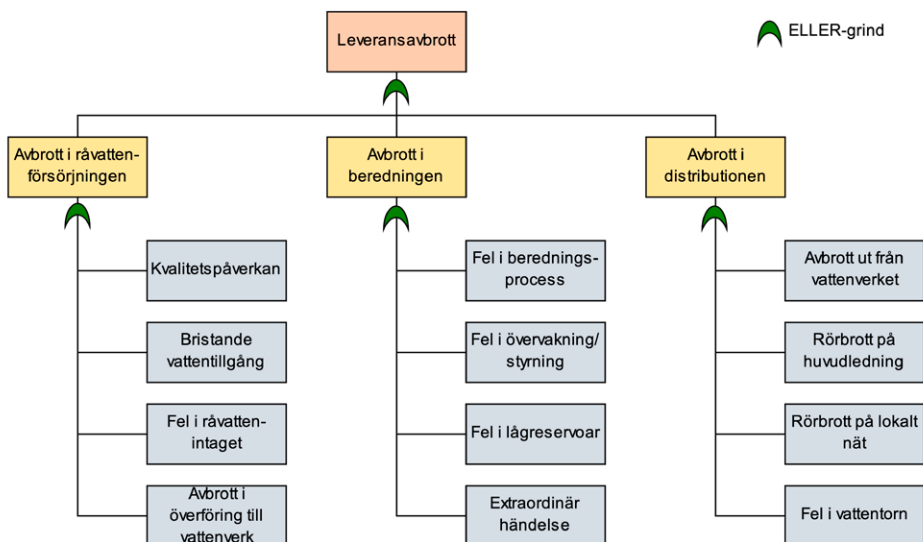 Leveransavbrott
ELLER-grind
Avbrott i råvatten-
försörjningen
Avbrott i
beredningen
Avbrott i
distributionen
Kvalitetspåverkan
Bristande
vattentillgång
Fel i råvatten-
intaget
Avbrott i
överföring till
vattenverk
Fel i berednings-
process
Fel i övervakning/
styrning
Fel i lågreservoar
Extraordinär
händelse
Avbrott ut från
vattenverket
Rörbrott på
huvudledning
Rörbrott på lokalt
nät
Fel i vattentorn